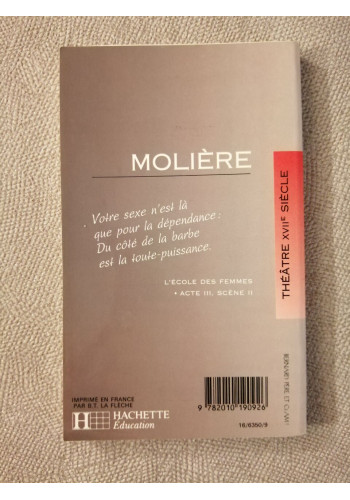 MOLIÈRE
Votre sexe n'est là
que pour la dépendance :
Du côté de la barbe
est la toute-puissance.
L'ÉCOLE DES FEMMES
• ACTE III, SCÈNE II
THÉÂTRE XVIIe SIÈCLE
IMPRIMÉ EN FRANCE
PAR B.T. LA FLÈCHE
H HACHETTE
Éducation
9 782010 190926
16/6350/9